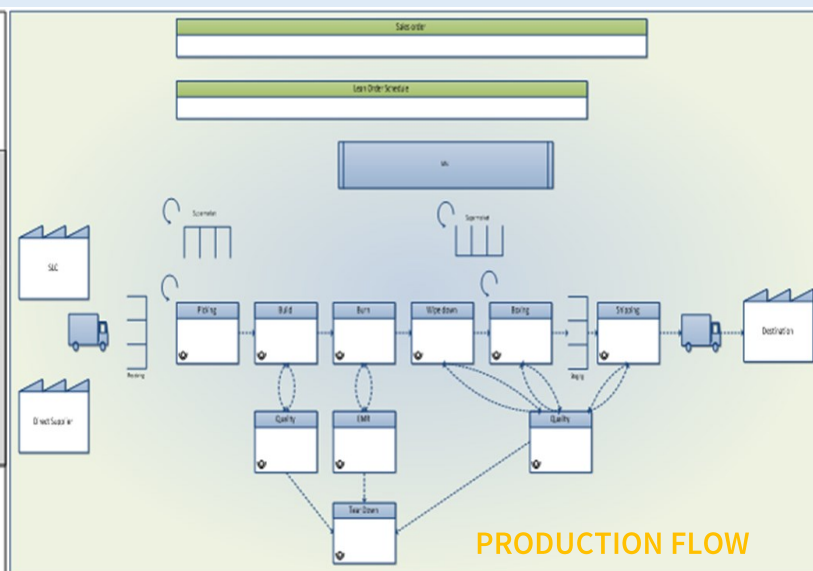 Sales order
Lean Order Schedule
Supermarket
Supermarket
SLC
Picking
Build
Burn
Wipe down
Boxing
Shipping
Destination
Direct Supplier
Quality
EMR
Quality
Tear Down
PRODUCTION FLOW